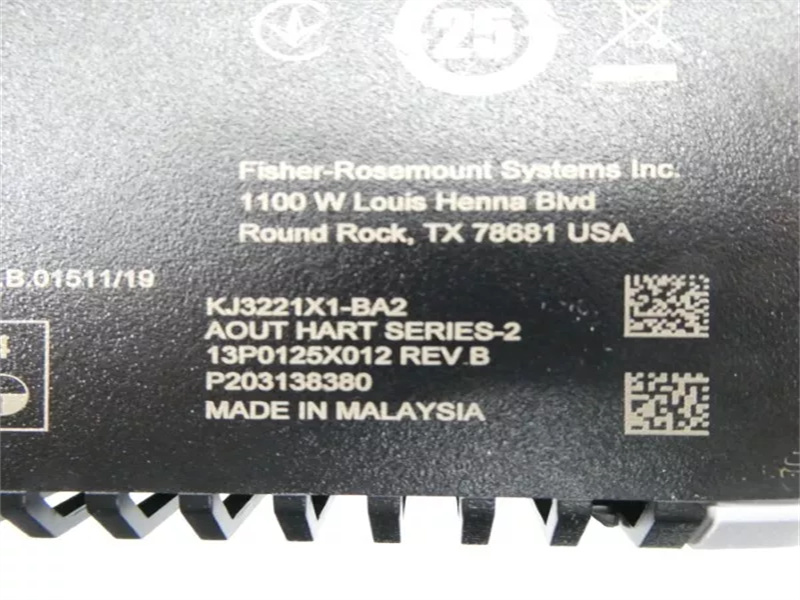 25
Fisher-Rosemount Systems Inc.
1100 W Louis Henna Blvd
Round Rock, TX 78681 USA
.B.01511/19
KJ3221X1-BA2
AOUT HART SERIES-2
13P0125X012 REV.B
P203138380
MADE IN MALAYSIA
4